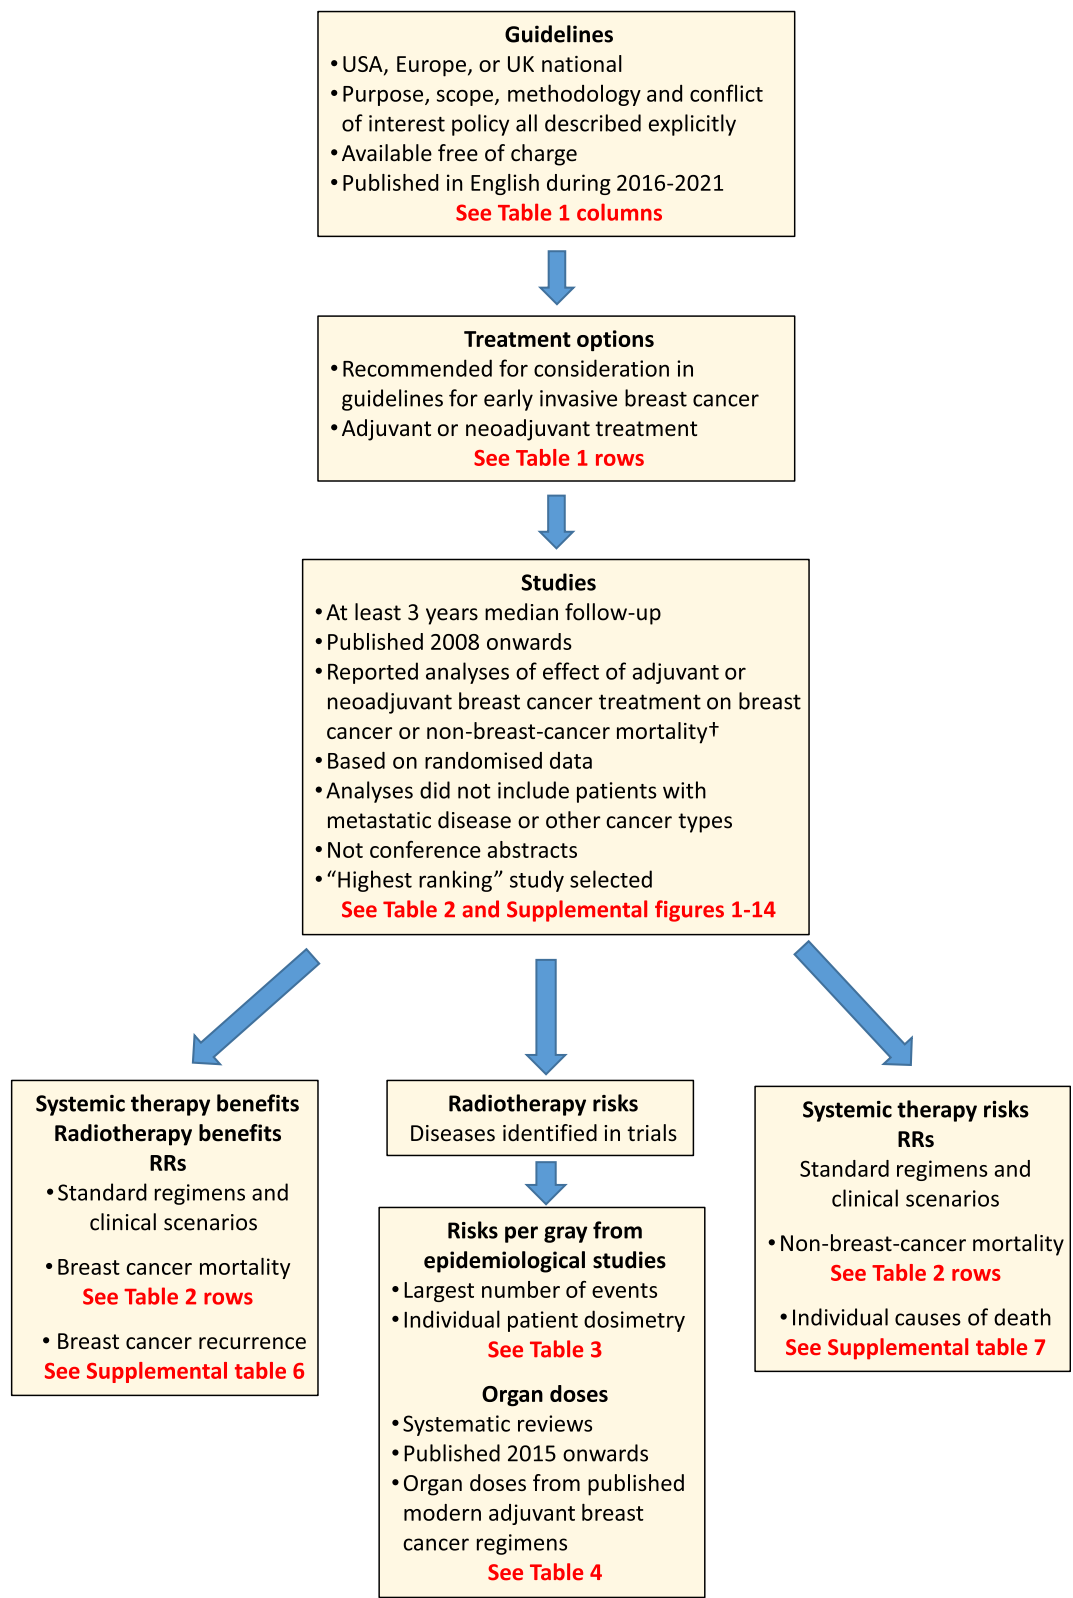 Guidelines
• USA, Europe, or UK national
• Purpose, scope, methodology and conflict
of interest policy all described explicitly
• Available free of charge
• Published in English during 2016-2021
See Table 1 columns
Treatment options
• Recommended for consideration in
guidelines for early invasive breast cancer
• Adjuvant or neoadjuvant treatment
See Table 1 rows
Studies
• At least 3 years median follow-up
• Published 2008 onwards
• Reported analyses of effect of adjuvant or
neoadjuvant breast cancer treatment on breast
cancer or non-breast-cancer mortality†
• Based on randomised data
• Analyses did not include patients with
metastatic disease or other cancer types
• Not conference abstracts
• “Highest ranking” study selected
See Table 2 and Supplemental figures 1-14
Systemic therapy benefits
Radiotherapy benefits
RRs
• Standard regimens and
clinical scenarios
• Breast cancer mortality
See Table 2 rows
• Breast cancer recurrence
See Supplemental table 6
Radiotherapy risks
Diseases identified in trials
Risks per gray from
epidemiological studies
• Largest number of events
• Individual patient dosimetry
See Table 3
Organ doses
• Systematic reviews
• Published 2015 onwards
• Organ doses from published
modern adjuvant breast
cancer regimens
See Table 4
Systemic therapy risks
RRs
Standard regimens and
clinical scenarios
• Non-breast-cancer mortality
See Table 2 rows
• Individual causes of death
See Supplemental table 7